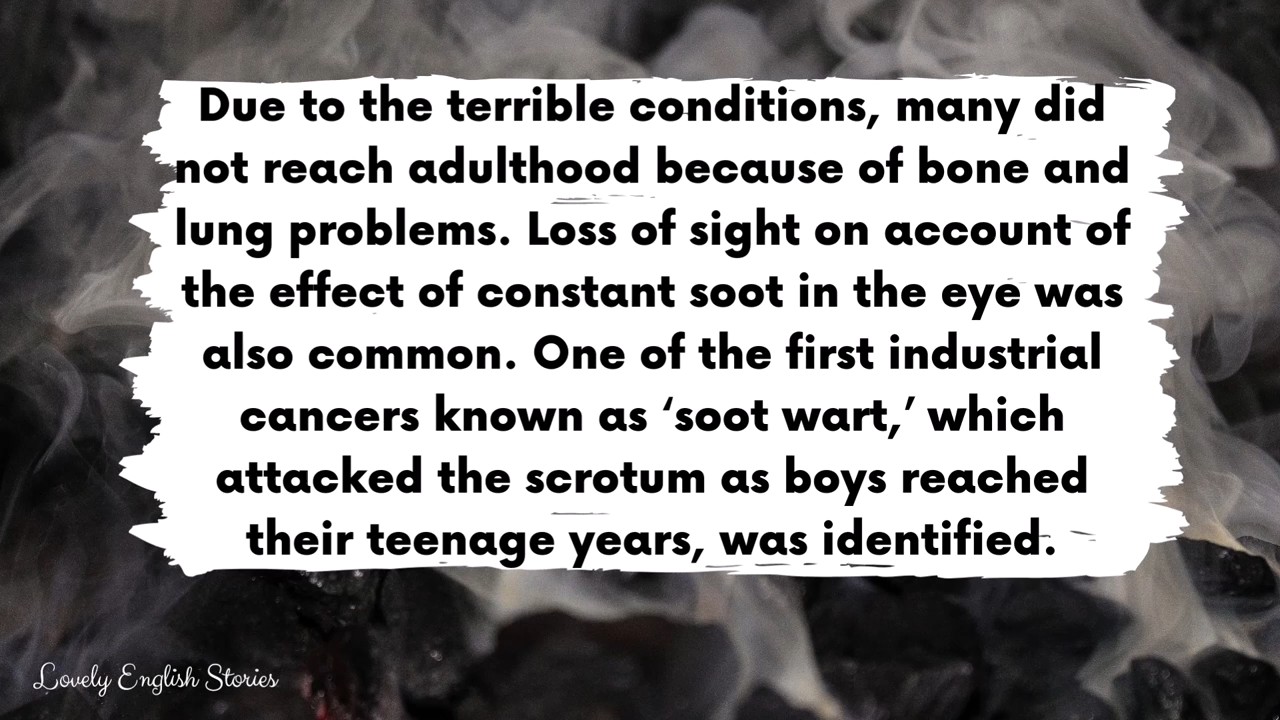 Due to the terrible conditions, many did
not reach adulthood because of bone and
lung problems. Loss of sight on account of
the effect of constant soot in the eye was
also common. One of the first industrial
cancers known as ‘soot wart,’ which
attacked the scrotum as boys reached
their teenage years, was identified.
Lovely English Stories